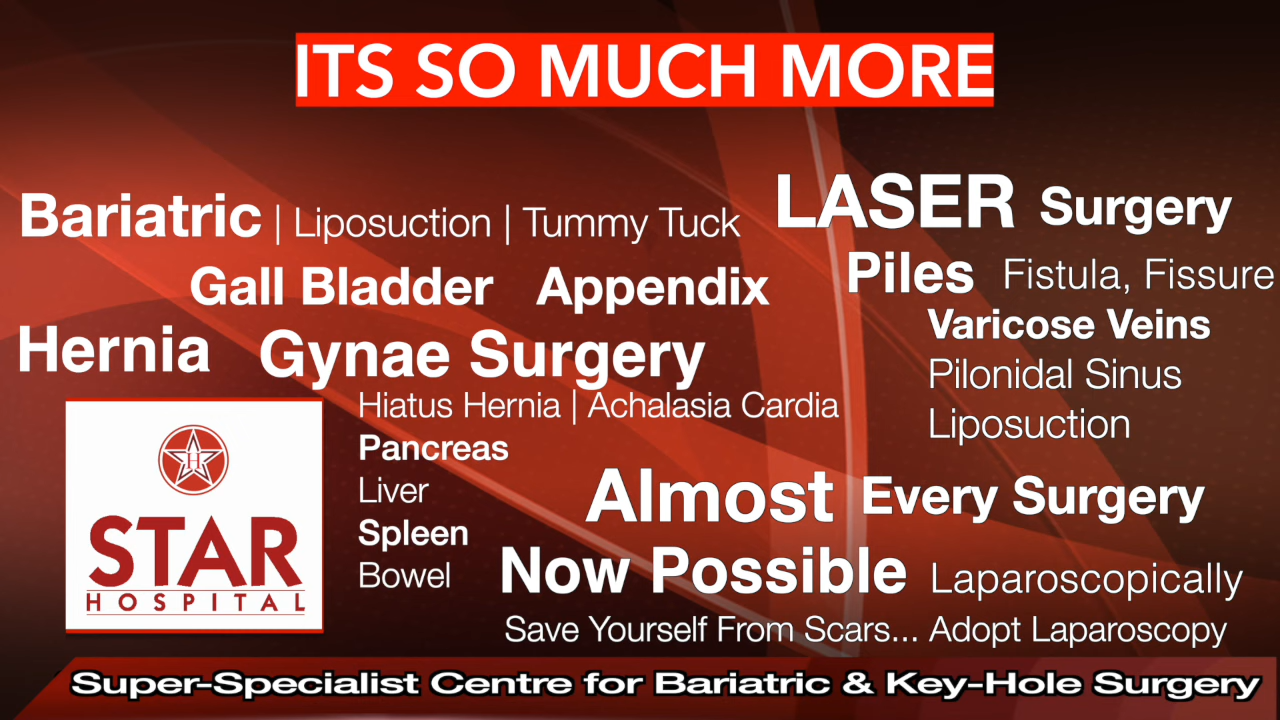 ITS SO MUCH MORE
Bariatric | Liposuction | Tummy Tuck
Gall Bladder Appendix
Hernia Gynae Surgery
Hiatus Hernia | Achalasia Cardia
Pancreas
Liver
Spleen
Bowel
LASER Surgery
Piles Fistula, Fissure
Varicose Veins
Pilonidal Sinus
Liposuction
Almost Every Surgery
Now Possible Laparoscopically
Save Yourself From Scars... Adopt Laparoscopy
H
STAR
HOSPITAL
Super-Specialist Centre for Bariatric & Key-Hole Surgery